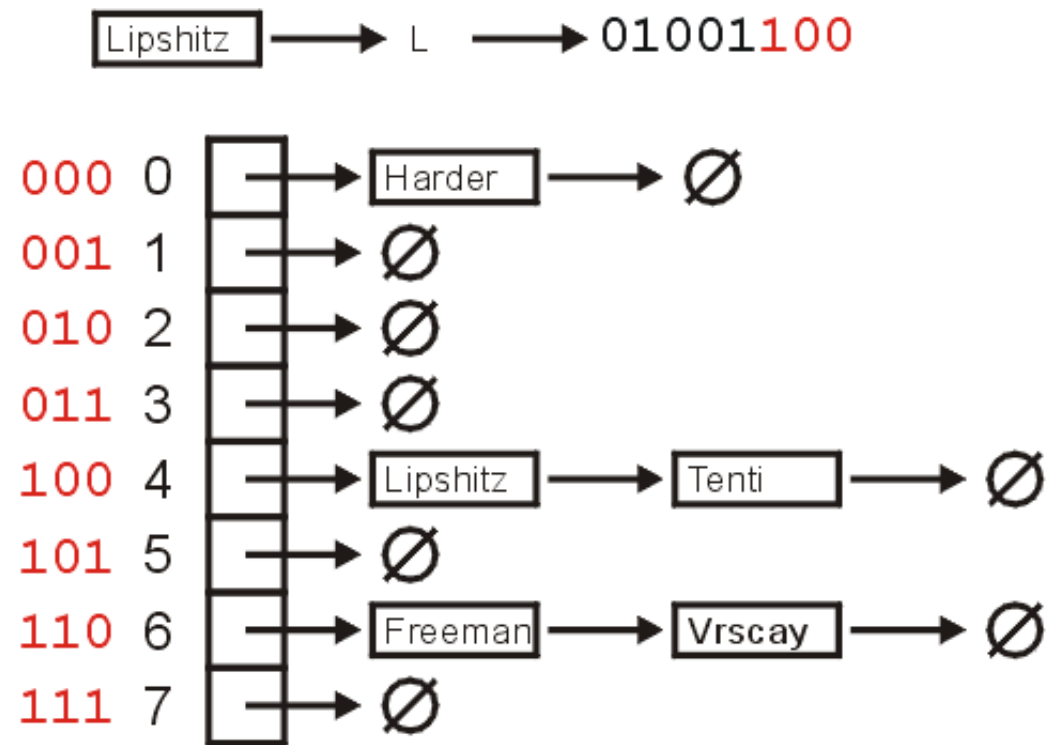 Lipshitz L 01001100
000 0 Harder Ø
001 1 Ø
010 2 Ø
011 3 Ø
100 4 Lipshitz Tenti Ø
101 5 Ø
110 6 Freeman Vrscay Ø
111 7 Ø